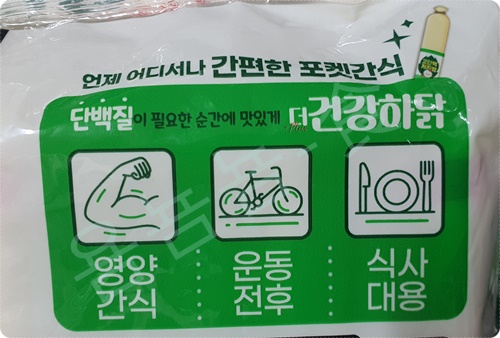 언제 어디서나 간편한 포켓간식
단백질이 필요한 순간에 맛있게 더건강하닭
영양
간식
운동
전후
식사
대용